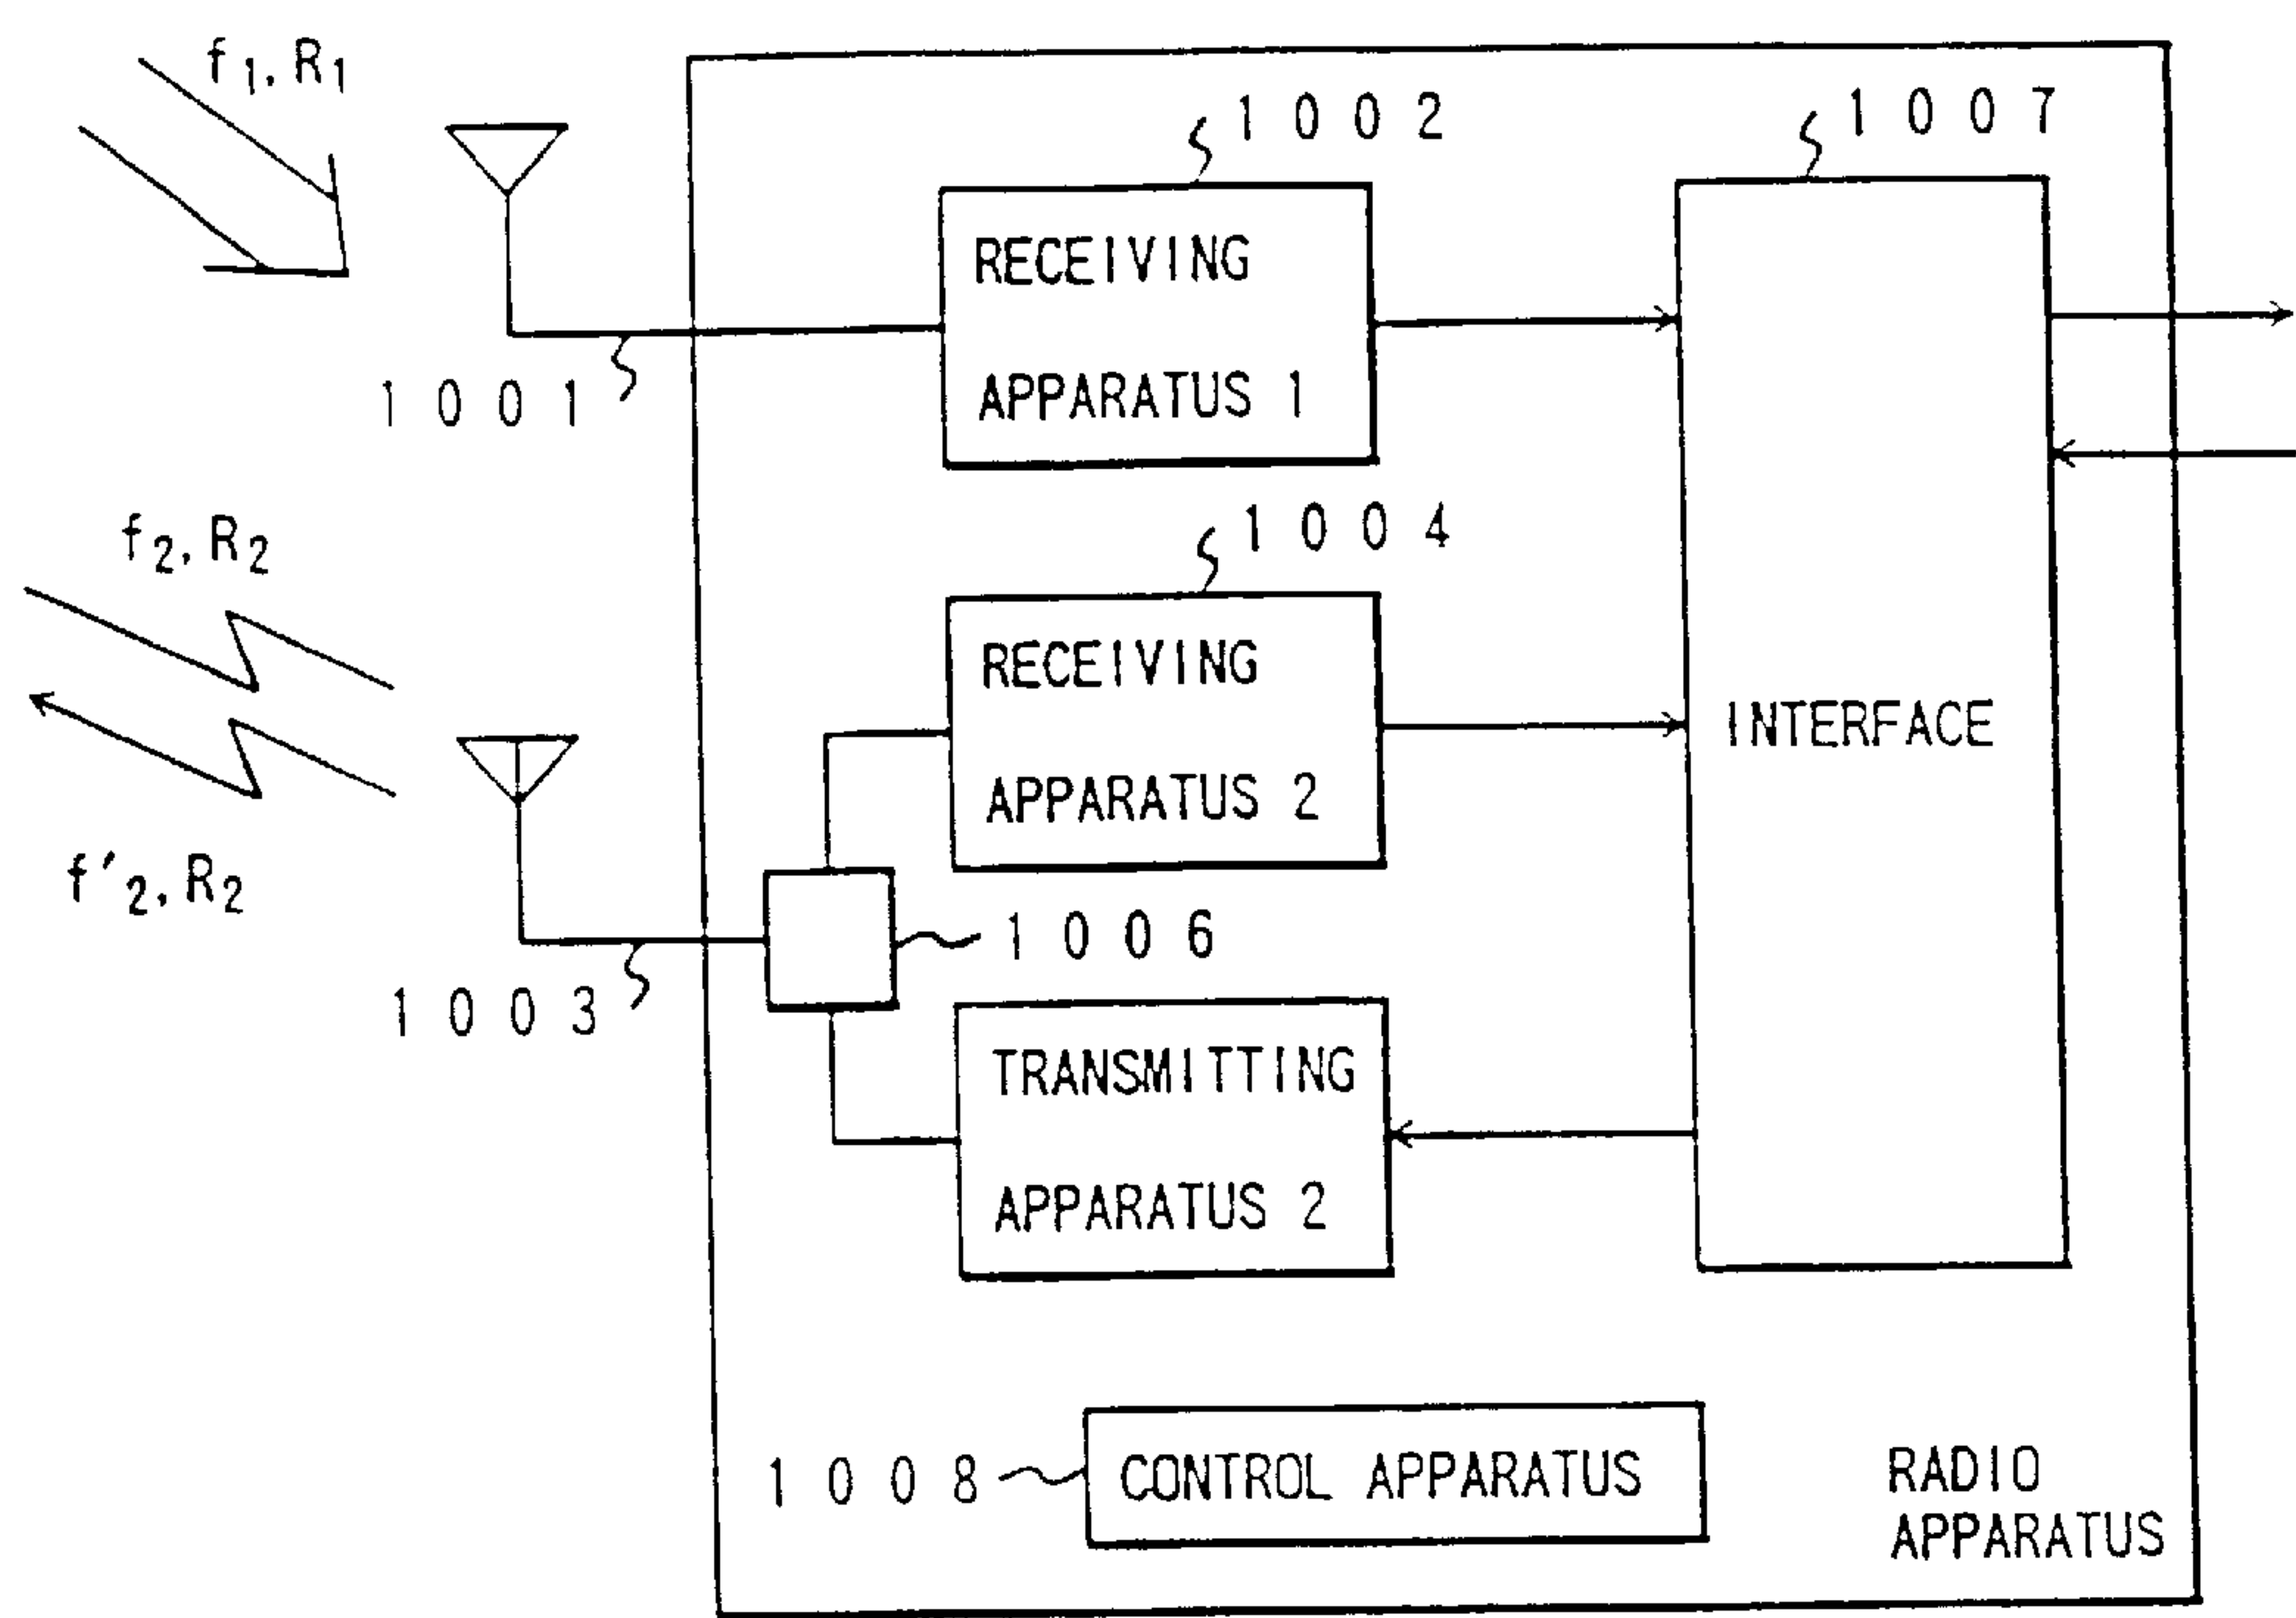 f1, R1
1002
1007
RECEIVING
APPARATUS 1
1001
1004
f2, R2
RECEIVING
APPARATUS 2
INTERFACE
f'2, R2
1006
1003
TRANSMITTING
APPARATUS 2
1008
CONTROL APPARATUS
RADIO
APPARATUS